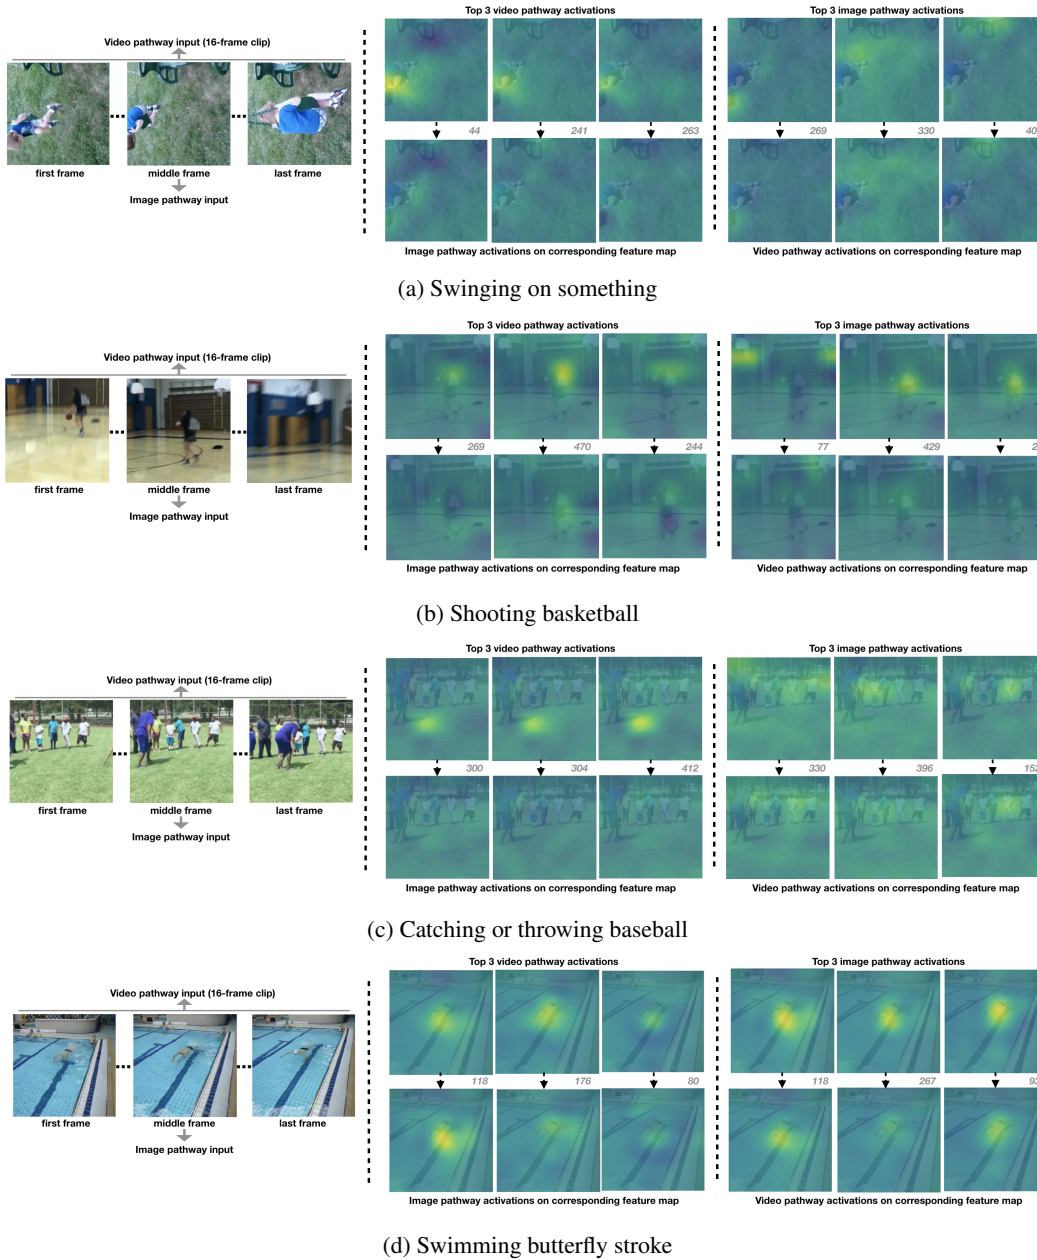 Top 3 video pathway activations
Top 3 image pathway activations
Video pathway input (16-frame clip)
44
241
263
269
330
first frame
middle frame
last frame
Image pathway input
Image pathway activations on corresponding feature map
Video pathway activations on corresponding feature map
(a) Swinging on something
Top 3 video pathway activations
Top 3 image pathway activations
Video pathway input (16-frame clip)
269
470
244
77
429
first frame
middle frame
last frame
Image pathway input
Image pathway activations on corresponding feature map
Video pathway activations on corresponding feature map
(b) Shooting basketball
Top 3 video pathway activations
Top 3 image pathway activations
Video pathway input (16-frame clip)
300
304
412
330
396
first frame
middle frame
last frame
Image pathway input
Image pathway activations on corresponding feature map
Video pathway activations on corresponding feature map
(c) Catching or throwing baseball
Top 3 video pathway activations
Top 3 image pathway activations
Video pathway input (16-frame clip)
118
176
80
118
267
first frame
middle frame
last frame
Image pathway input
Image pathway activations on corresponding feature map
Video pathway activations on corresponding feature map
(d) Swimming butterfly stroke